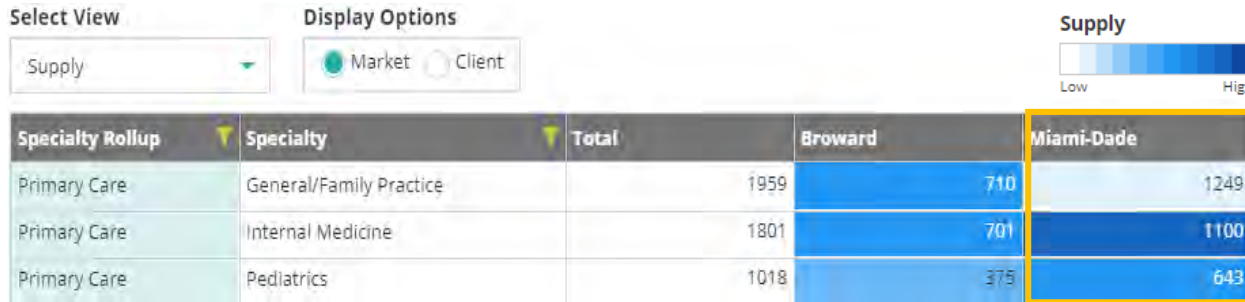 Select View Display Options
Supply
Supply Market Client
Low Hig
Specialty Rollup Specialty Total Broward Miami-Dade
Primary Care General/Family Practice 1959 710 1249
Primary Care Internal Medicine 1801 701 1100
Primary Care Pediatrics 1018 375 643